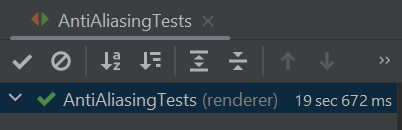 AntiAliasingTests
AntiAliasingTests (renderer) 19 sec 672 ms